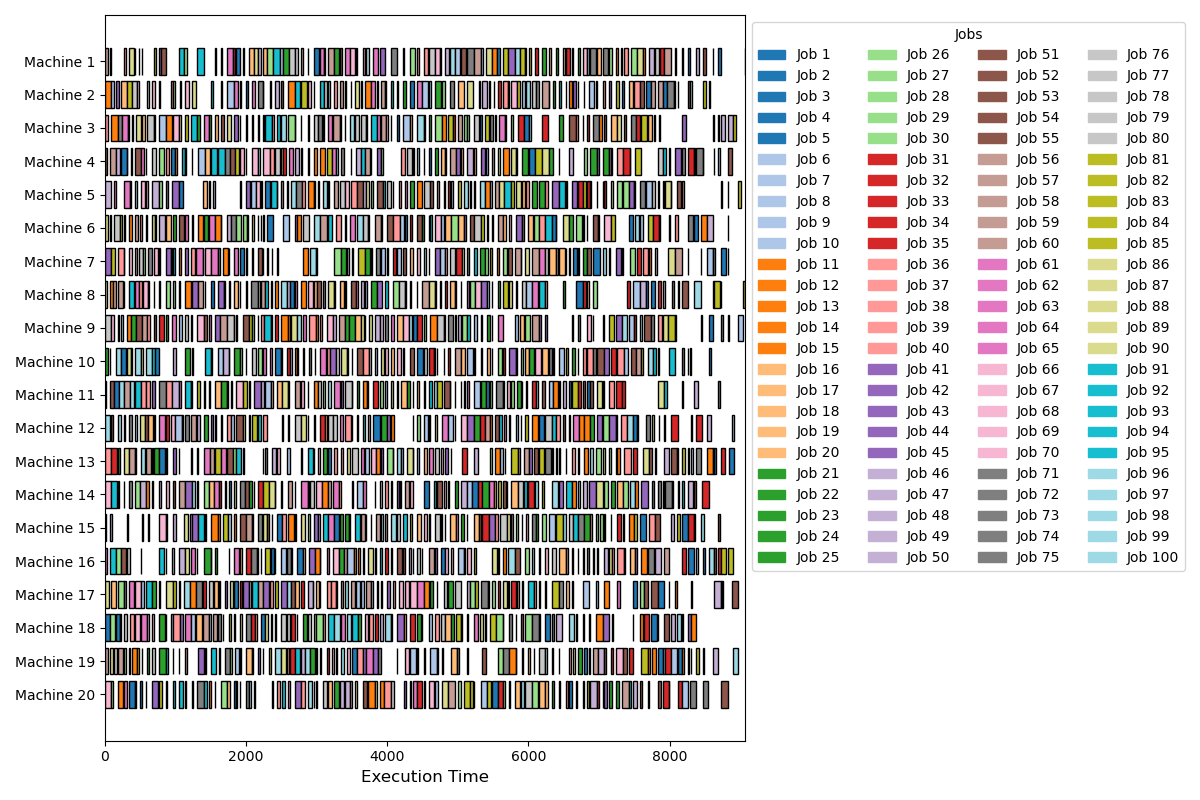 Machine 1
Machine 2
Machine 3
Machine 4
Machine 5
Machine 6
Machine 7
Machine 8
Machine 9
Machine 10
Machine 11
Machine 12
Machine 13
Machine 14
Machine 15
Machine 16
Machine 17
Machine 18
Machine 19
Machine 20
0 2000 4000 6000 8000
Execution Time
Jobs
Job 1 Job 26 Job 51 Job 76
Job 2 Job 27 Job 52 Job 77
Job 3 Job 28 Job 53 Job 78
Job 4 Job 29 Job 54 Job 79
Job 5 Job 30 Job 55 Job 80
Job 6 Job 31 Job 56 Job 81
Job 7 Job 32 Job 57 Job 82
Job 8 Job 33 Job 58 Job 83
Job 9 Job 34 Job 59 Job 84
Job 10 Job 35 Job 60 Job 85
Job 11 Job 36 Job 61 Job 86
Job 12 Job 37 Job 62 Job 87
Job 13 Job 38 Job 63 Job 88
Job 14 Job 39 Job 64 Job 89
Job 15 Job 40 Job 65 Job 90
Job 16 Job 41 Job 66 Job 91
Job 17 Job 42 Job 67 Job 92
Job 18 Job 43 Job 68 Job 93
Job 19 Job 44 Job 69 Job 94
Job 20 Job 45 Job 70 Job 95
Job 21 Job 46 Job 71 Job 96
Job 22 Job 47 Job 72 Job 97
Job 23 Job 48 Job 73 Job 98
Job 24 Job 49 Job 74 Job 99
Job 25 Job 50 Job 75 Job 100